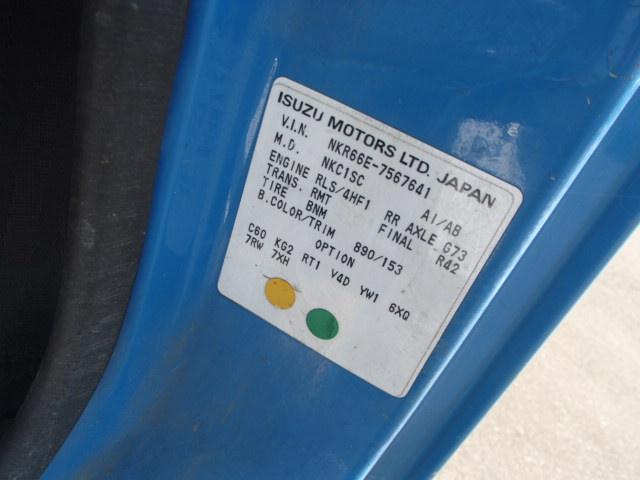 ISUZU MOTORS LTD. JAPAN
V.I.N. NKR66E-7567641
M.D. NKC1SC A1/AB
ENGINE RLS/4HF1 RR AXLE G73
TRANS. RMT FINAL R42
TIRE BNM
B.COLOR/TRIM 890/153
OPTION
C60 KG2 RT1 V4D YW1 6XQ
7RW 7XH